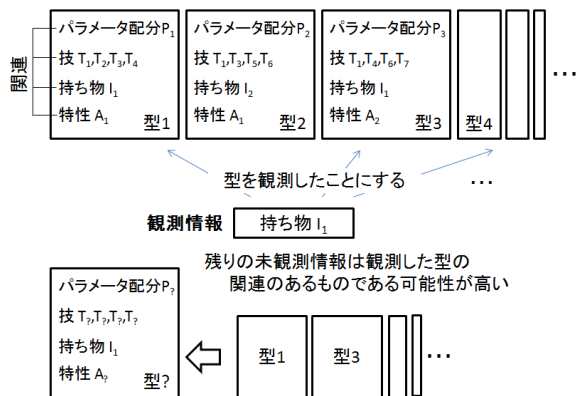 関連
パラメータ配分P₁
技 T₁,T₂,T₃,T₄
持ち物 I₁
特性 A₁
型1
パラメータ配分P₂
技 T₁,T₃,T₅,T₆
持ち物 I₂
特性 A₁
型2
パラメータ配分P₃
技 T₁,T₄,T₆,T₇
持ち物 I₁
特性 A₂
型3
型4
…
型を観測したことにする
…
観測情報
持ち物 I₁
残りの未観測情報は観測した型の
関連のあるものである可能性が高い
パラメータ配分P?
技 T?,T?,T?,T?
持ち物 I₁
特性 A?
型?
型1
型3
…